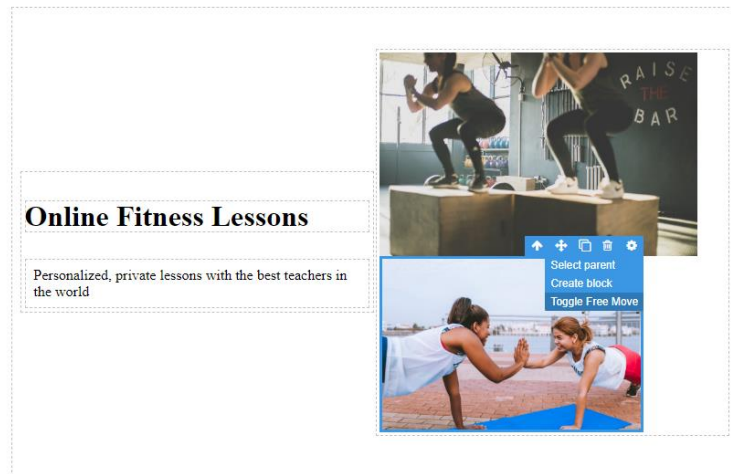 RAISE
THE
BAR
Online Fitness Lessons
Personalized, private lessons with the best teachers in
the world
Select parent
Create block
Toggle Free Move